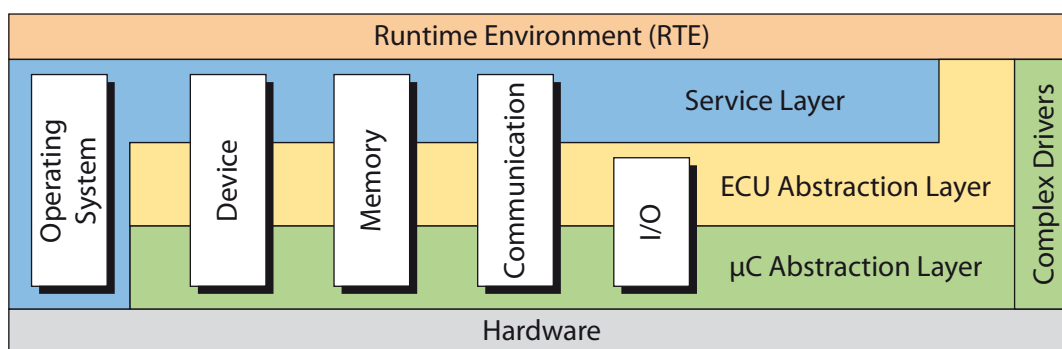 Runtime Environment (RTE)
Operating
System
Device
Memory
Communication
I/O
Service Layer
ECU Abstraction Layer
µC Abstraction Layer
Complex Drivers
Hardware